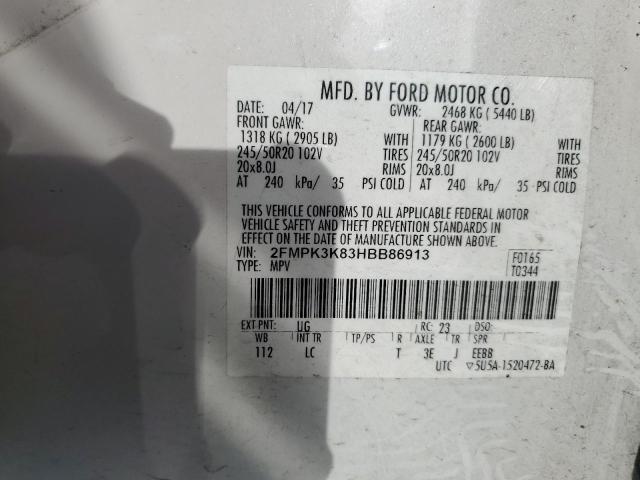 MFD. BY FORD MOTOR CO.
DATE: 04/17 GVWR: 2468 KG ( 5440 LB)
FRONT GAWR: REAR GAWR:
1318 KG ( 2905 LB) WITH 1179 KG ( 2600 LB) WITH
245/50R20 102V TIRES 245/50R20 102V TIRES
20x8.0J RIMS 20x8.0J RIMS
AT 240 kPa/ 35 PSI COLD AT 240 kPa/ 35 PSI COLD
THIS VEHICLE CONFORMS TO ALL APPLICABLE FEDERAL MOTOR
VEHICLE SAFETY AND THEFT PREVENTION STANDARDS IN
EFFECT ON THE DATE OF MANUFACTURE SHOWN ABOVE.
VIN: 2FMPK3K83HBB86913 F0165
TYPE: MPV T0344
EXT PNT: UG RC: 23 DSO:
WB INT TR TP/PS R AXLE TR SPR
112 LC T 3E J EEBB
UTC ▽5U5A-1520472-BA